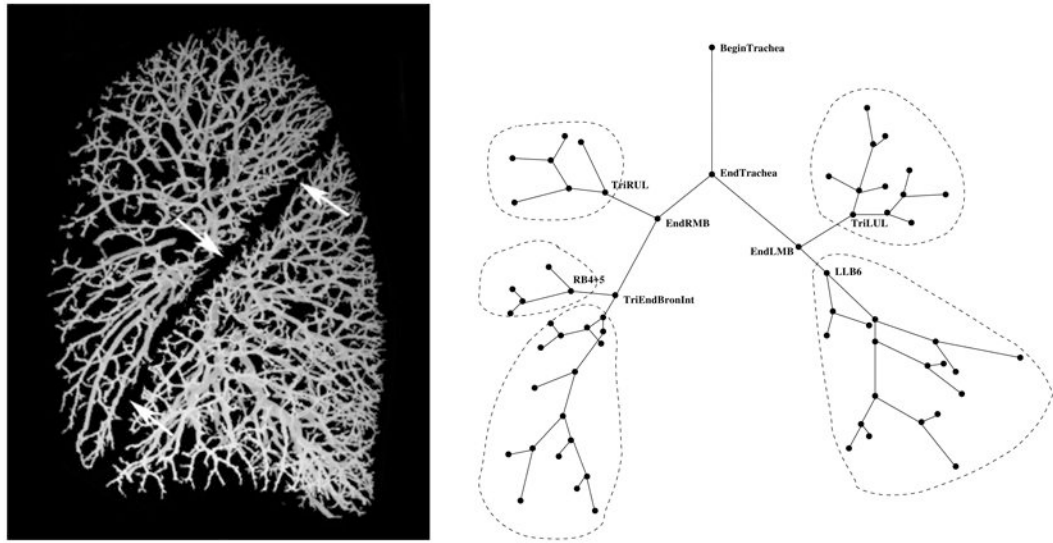 BeginTrachea
EndTrachea
TriRUL
EndRMB
TriLUL
EndLMB
LLB6
RB4+5
TriEndBronInt